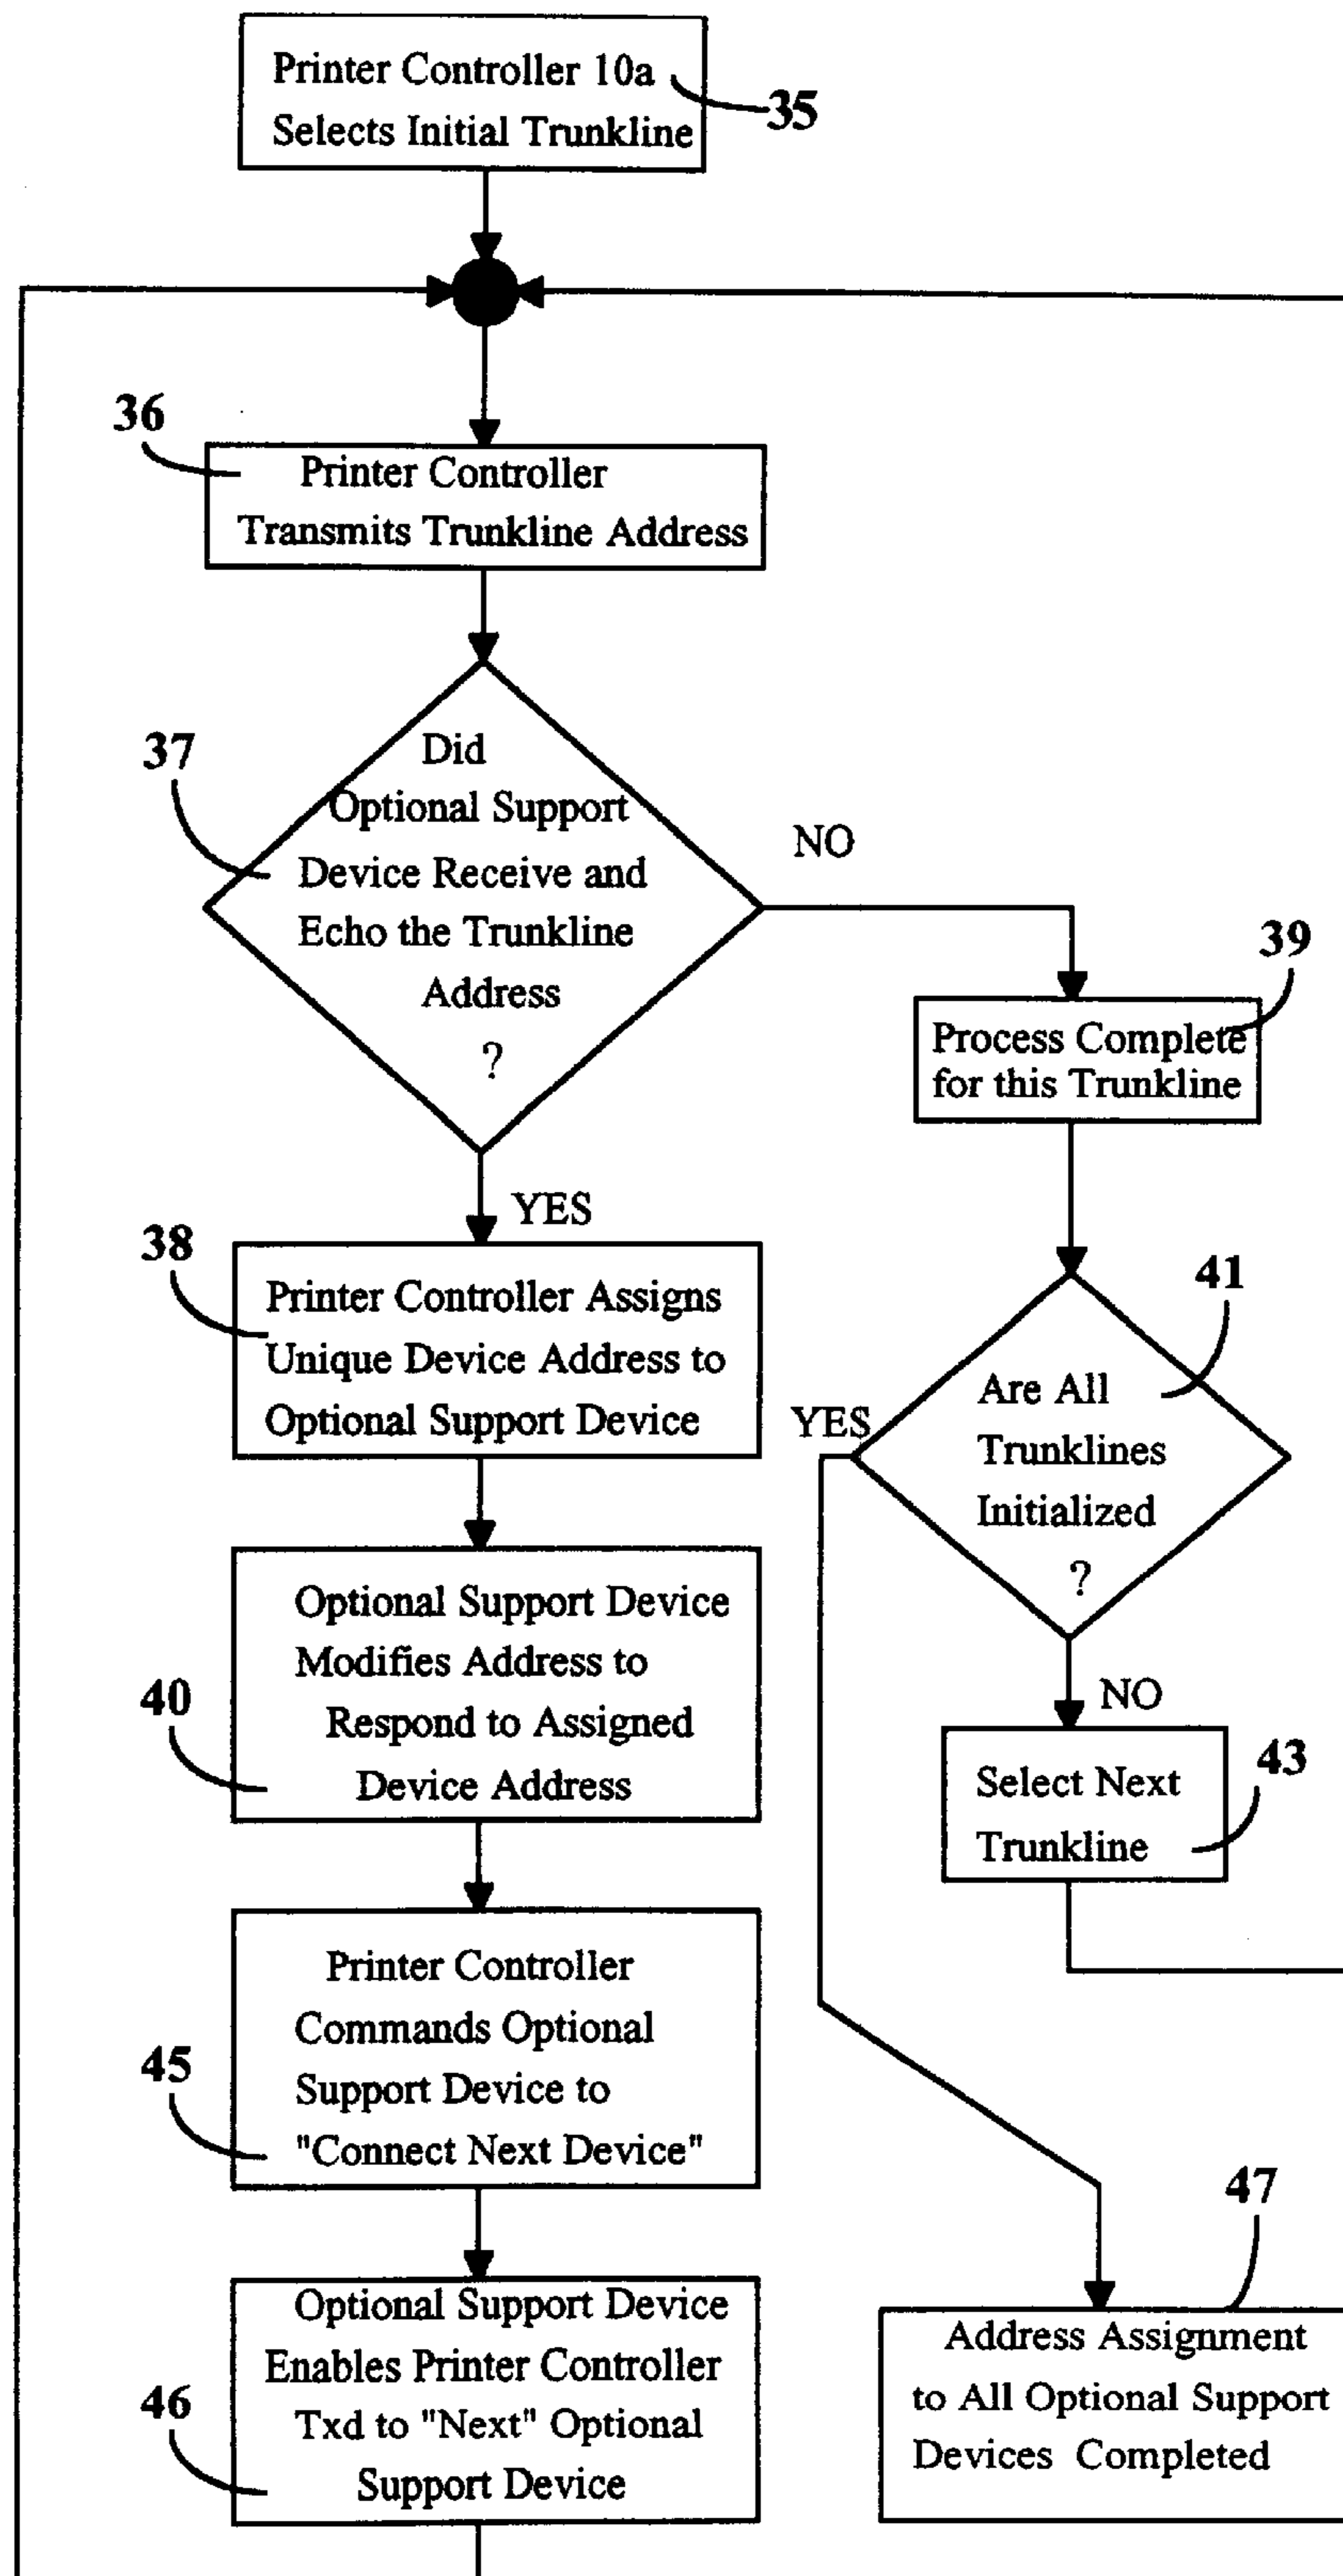 Printer Controller 10a
Selects Initial Trunkline
35
36
Printer Controller
Transmits Trunkline Address
37
Did
Optional Support
Device Receive and
Echo the Trunkline
Address
?
NO
39
Process Complete
for this Trunkline
YES
38
Printer Controller Assigns
Unique Device Address to
Optional Support Device
41
Are All
Trunklines
Initialized
?
YES
NO
40
Optional Support Device
Modifies Address to
Respond to Assigned
Device Address
43
Select Next
Trunkline
45
Printer Controller
Commands Optional
Support Device to
"Connect Next Device"
46
Optional Support Device
Enables Printer Controller
Txd to "Next" Optional
Support Device
47
Address Assignment
to All Optional Support
Devices Completed